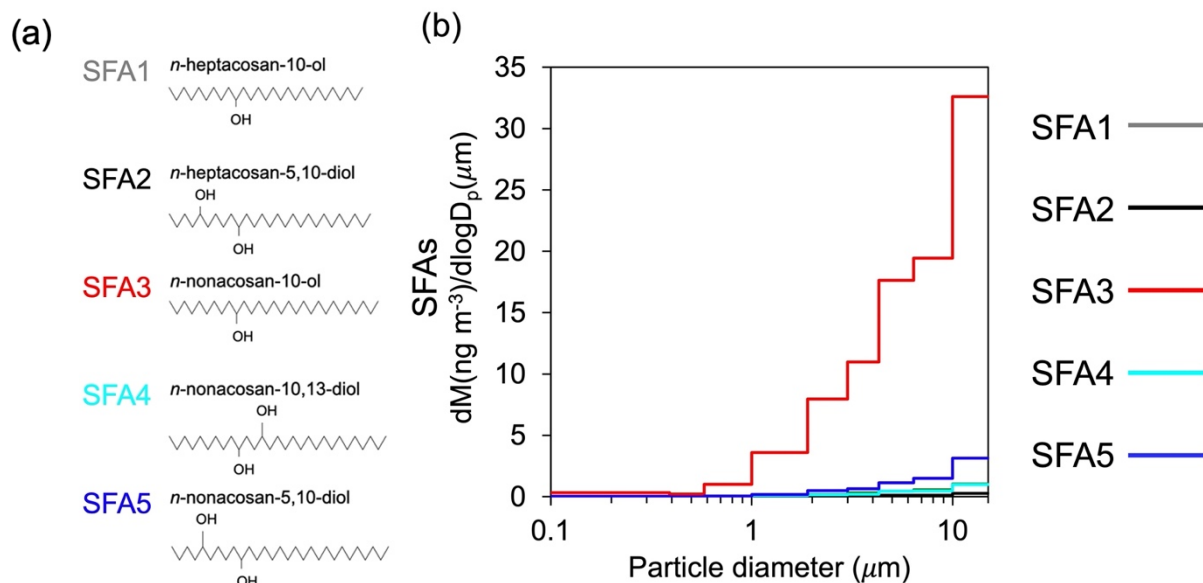 (a)
SFA1
n-heptacosan-10-ol
OH
SFA2
n-heptacosan-5,10-diol
OH
OH
SFA3
n-nonacosan-10-ol
OH
SFA4
n-nonacosan-10,13-diol
OH
OH
SFA5
n-nonacosan-5,10-diol
OH
OH
(b)
SFAs
dM(ng m⁻³)/dlogDₚ(μm)
35
30
25
20
15
10
5
0
0.1
1
10
Particle diameter (μm)
SFA1
SFA2
SFA3
SFA4
SFA5